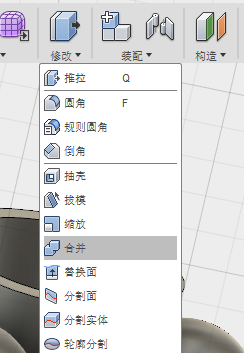 修改 装配 构造
推拉 Q
圆角 F
规则圆角
倒角
抽壳
拔模
缩放
合并
替换面
分割面
分割实体
轮廓分割